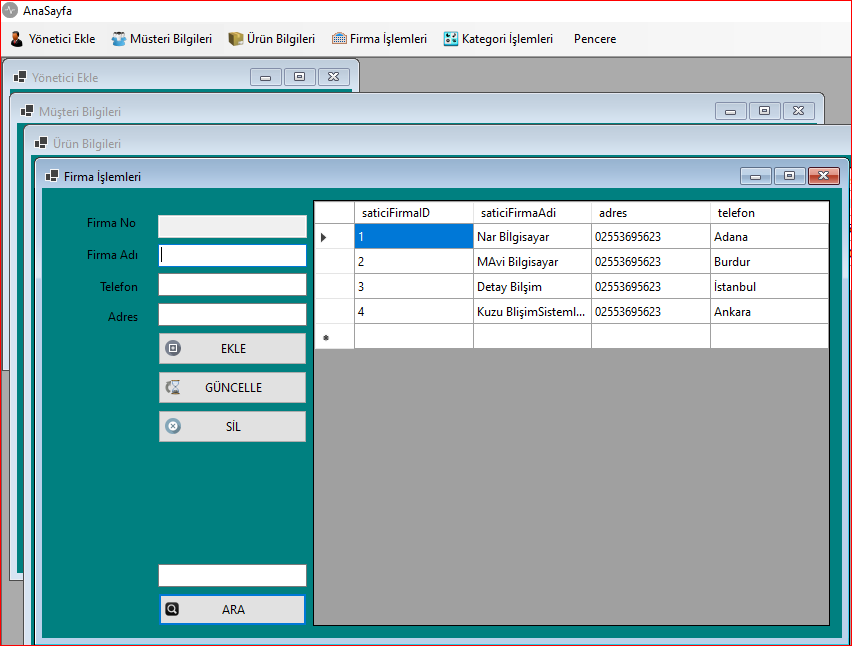 AnaSayfa
Yönetici Ekle Müsteri Bilgileri Ürün Bilgileri Firma İşlemleri Kategori İşlemleri Pencere
Yönetici Ekle
Müşteri Bilgileri
Ürün Bilgileri
Firma İşlemleri
saticiFirmaID saticiFirmaAdi adres telefon
Firma No
1 Nar Bİlgisayar 02553695623 Adana
Firma Adı
2 MAvi Bilgisayar 02553695623 Burdur
Telefon
3 Detay Bilşim 02553695623 İstanbul
Adres
4 Kuzu BlişimSisteml... 02553695623 Ankara
EKLE
GÜNCELLE
SİL
ARA